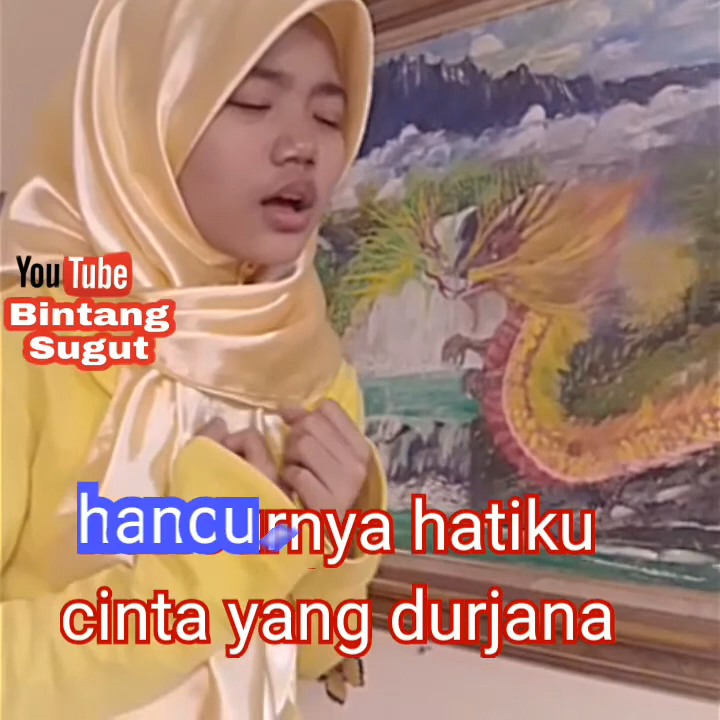 YouTube
Bintang
Sugut
hancurnya hatiku
cinta yang durjana